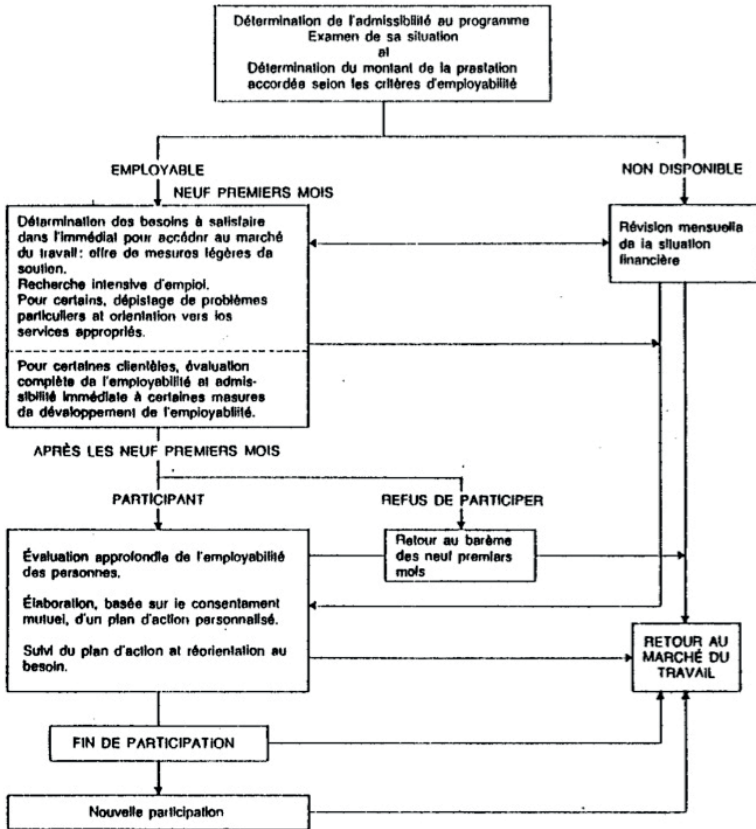 Détermination de l'admissibilité au programme
Examen de sa situation
et
Détermination du montant de la prestation
accordée selon les critères d'employabilité
EMPLOYABLE
NON DISPONIBLE
NEUF PREMIERS MOIS
Détermination des besoins à satisfaire
dans l'immédiat pour accéder au marché
du travail: offre de mesures légères de
soutien.
Recherche intensive d'emploi.
Pour certains, dépistage de problèmes
particuliers et orientation vers les
services appropriés.
Pour certaines clientèles, évaluation
complète de l'employabilité et admis-
sibilité immédiate à certaines mesures
de développement de l'employabilité.
Révision mensuelle
de la situation
financière
APRÈS LES NEUF PREMIERS MOIS
PARTICIPANT
REFUS DE PARTICIPER
Évaluation approfondie de l'employabilité
des personnes.
Élaboration, basée sur le consentement
mutuel, d'un plan d'action personnalisé.
Suivi du plan d'action et réorientation au
besoin.
Retour au barème
des neuf premiers
mois
RETOUR AU
MARCHÉ DU
TRAVAIL
FIN DE PARTICIPATION
Nouvelle participation